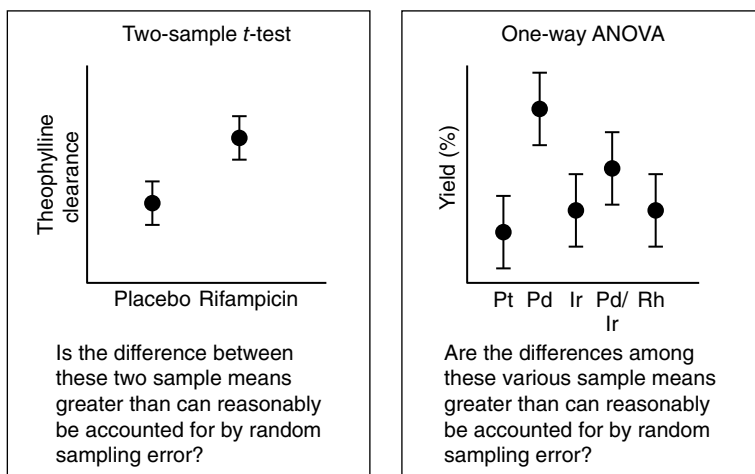 Two-sample t-test
Theophylline
clearance
Placebo Rifampicin
Is the difference between
these two sample means
greater than can reasonably
be accounted for by random
sampling error?
One-way ANOVA
Yield (%)
Pt Pd Ir Pd/ Rh
Ir
Are the differences among
these various sample means
greater than can reasonably
be accounted for by random
sampling error?